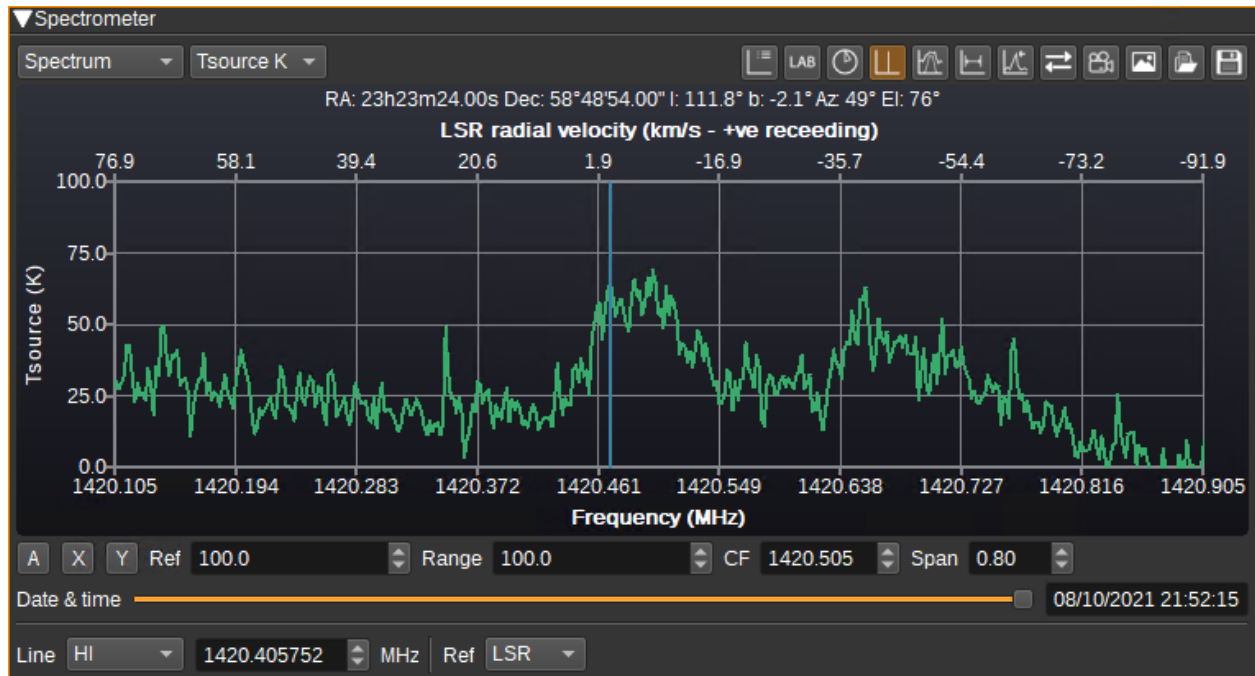 Spectrometer
Spectrum Tsource K LAB
RA: 23h23m24.00s Dec: 58°48'54.00" l: 111.8° b: -2.1° Az: 49° El: 76°
LSR radial velocity (km/s - +ve receeding)
76.9 58.1 39.4 20.6 1.9 -16.9 -35.7 -54.4 -73.2 -91.9
100.0
75.0
50.0
25.0
0.0
Tsource (K)
1420.105 1420.194 1420.283 1420.372 1420.461 1420.549 1420.638 1420.727 1420.816 1420.905
Frequency (MHz)
A X Y Ref 100.0 Range 100.0 CF 1420.505 Span 0.80
Date & time 08/10/2021 21:52:15
Line HI 1420.405752 MHz Ref LSR